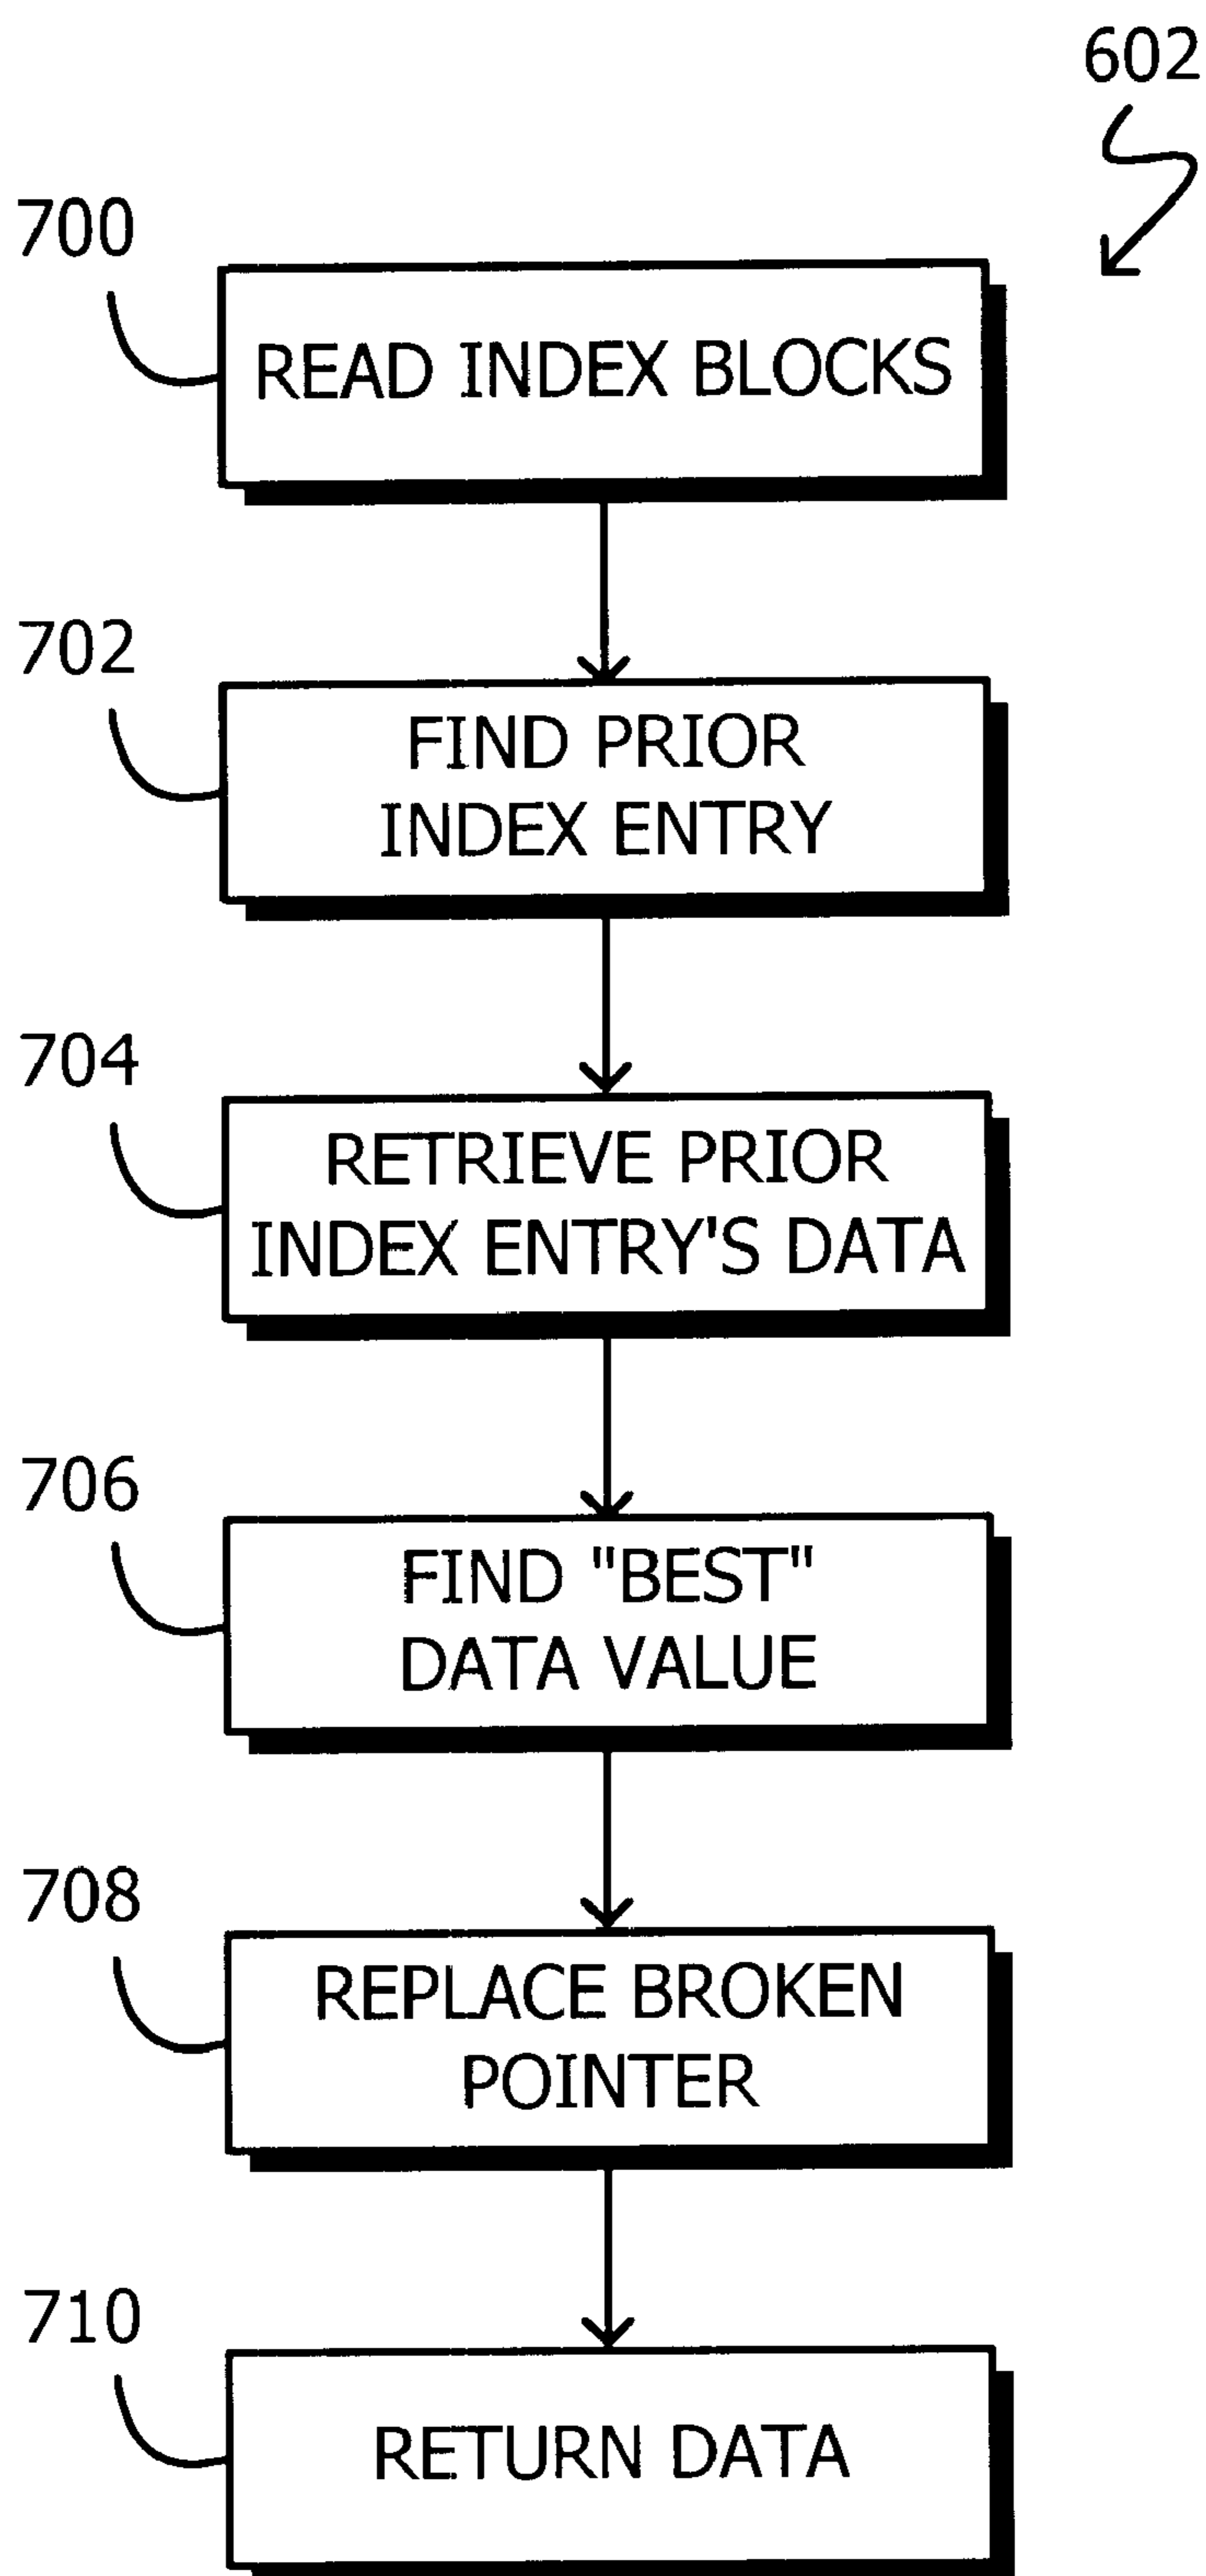 602
700
READ INDEX BLOCKS
702
FIND PRIOR
INDEX ENTRY
704
RETRIEVE PRIOR
INDEX ENTRY'S DATA
706
FIND "BEST"
DATA VALUE
708
REPLACE BROKEN
POINTER
710
RETURN DATA